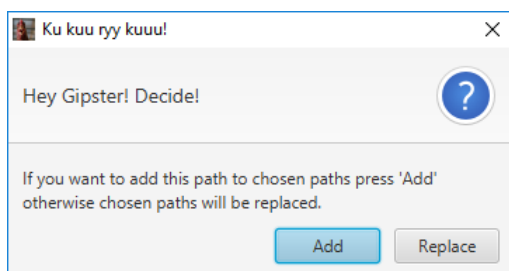 Ku kuu ryy kuuu!
Hey Gipster! Decide!
?
If you want to add this path to chosen paths press 'Add'
otherwise chosen paths will be replaced.
Add Replace